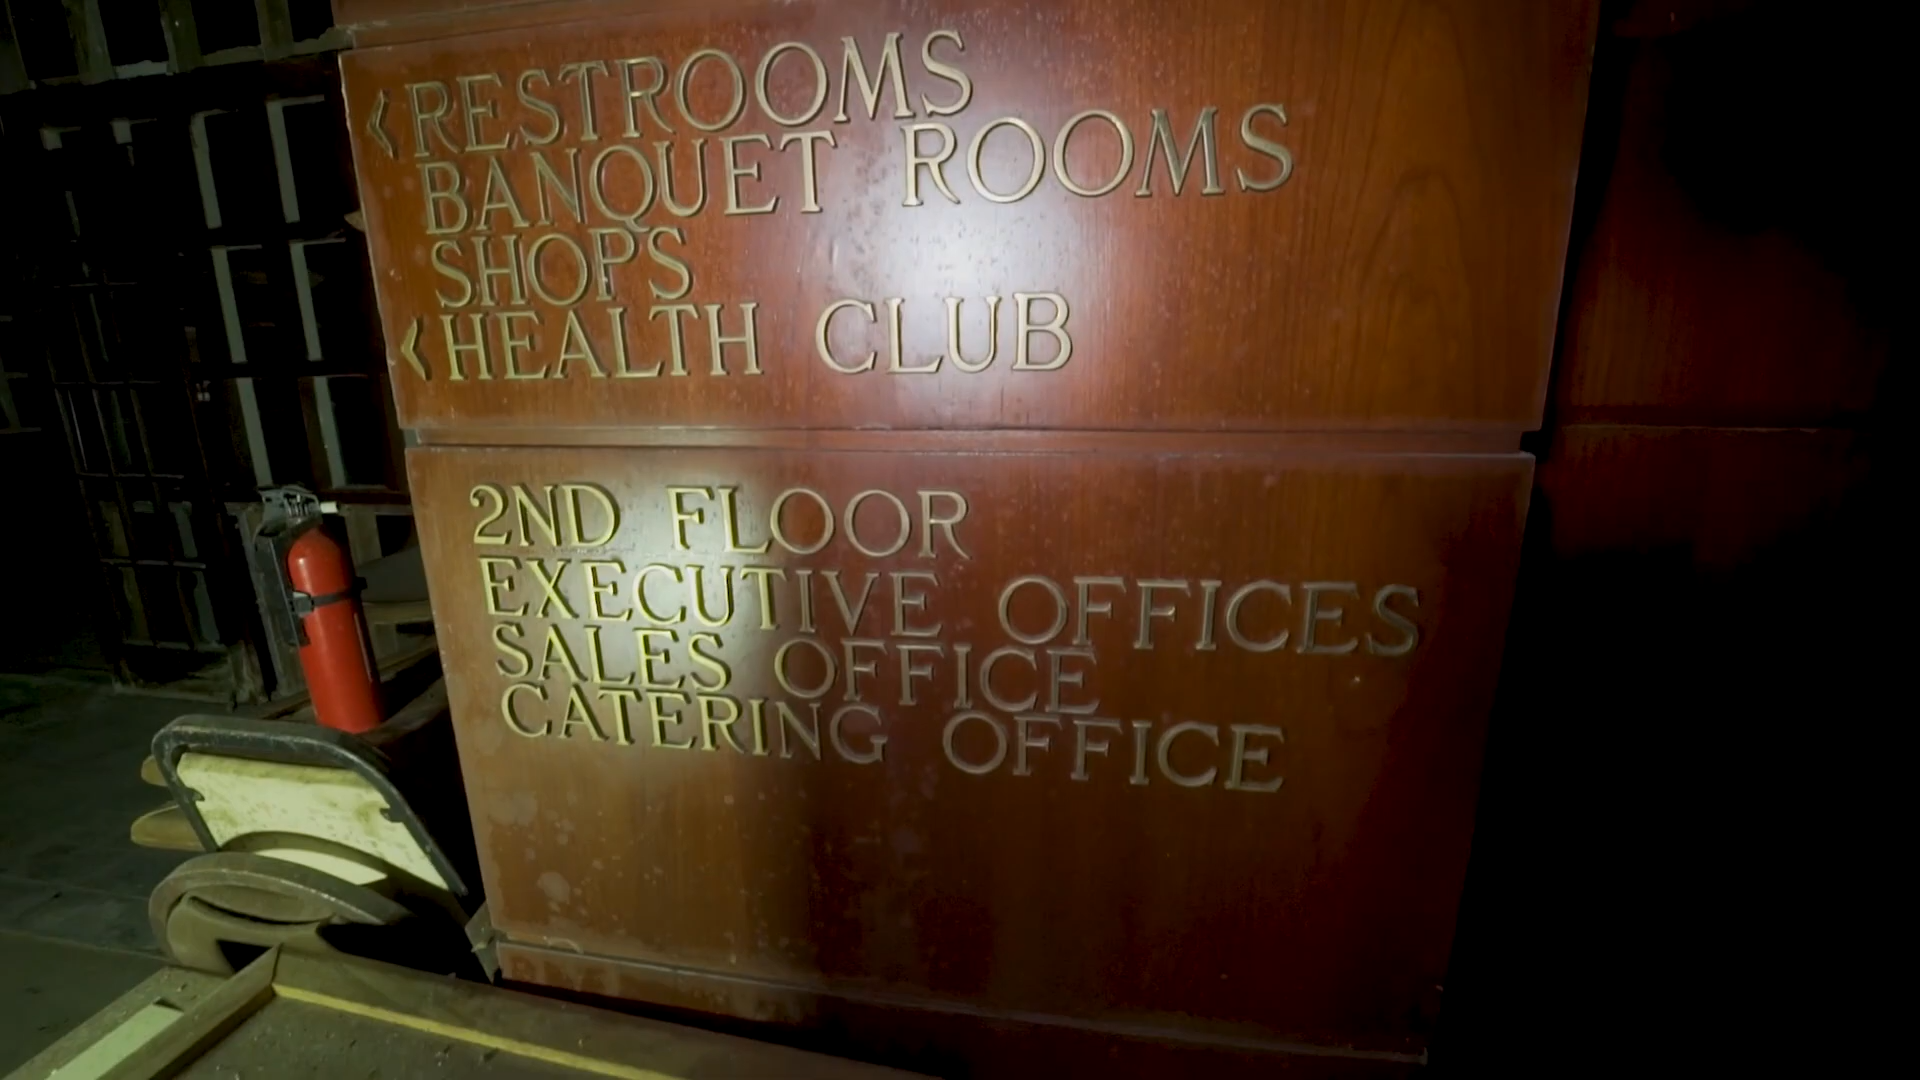 < RESTROOMS
BANQUET ROOMS
SHOPS
< HEALTH CLUB
2ND FLOOR
EXECUTIVE OFFICES
SALES OFFICE
CATERING OFFICE